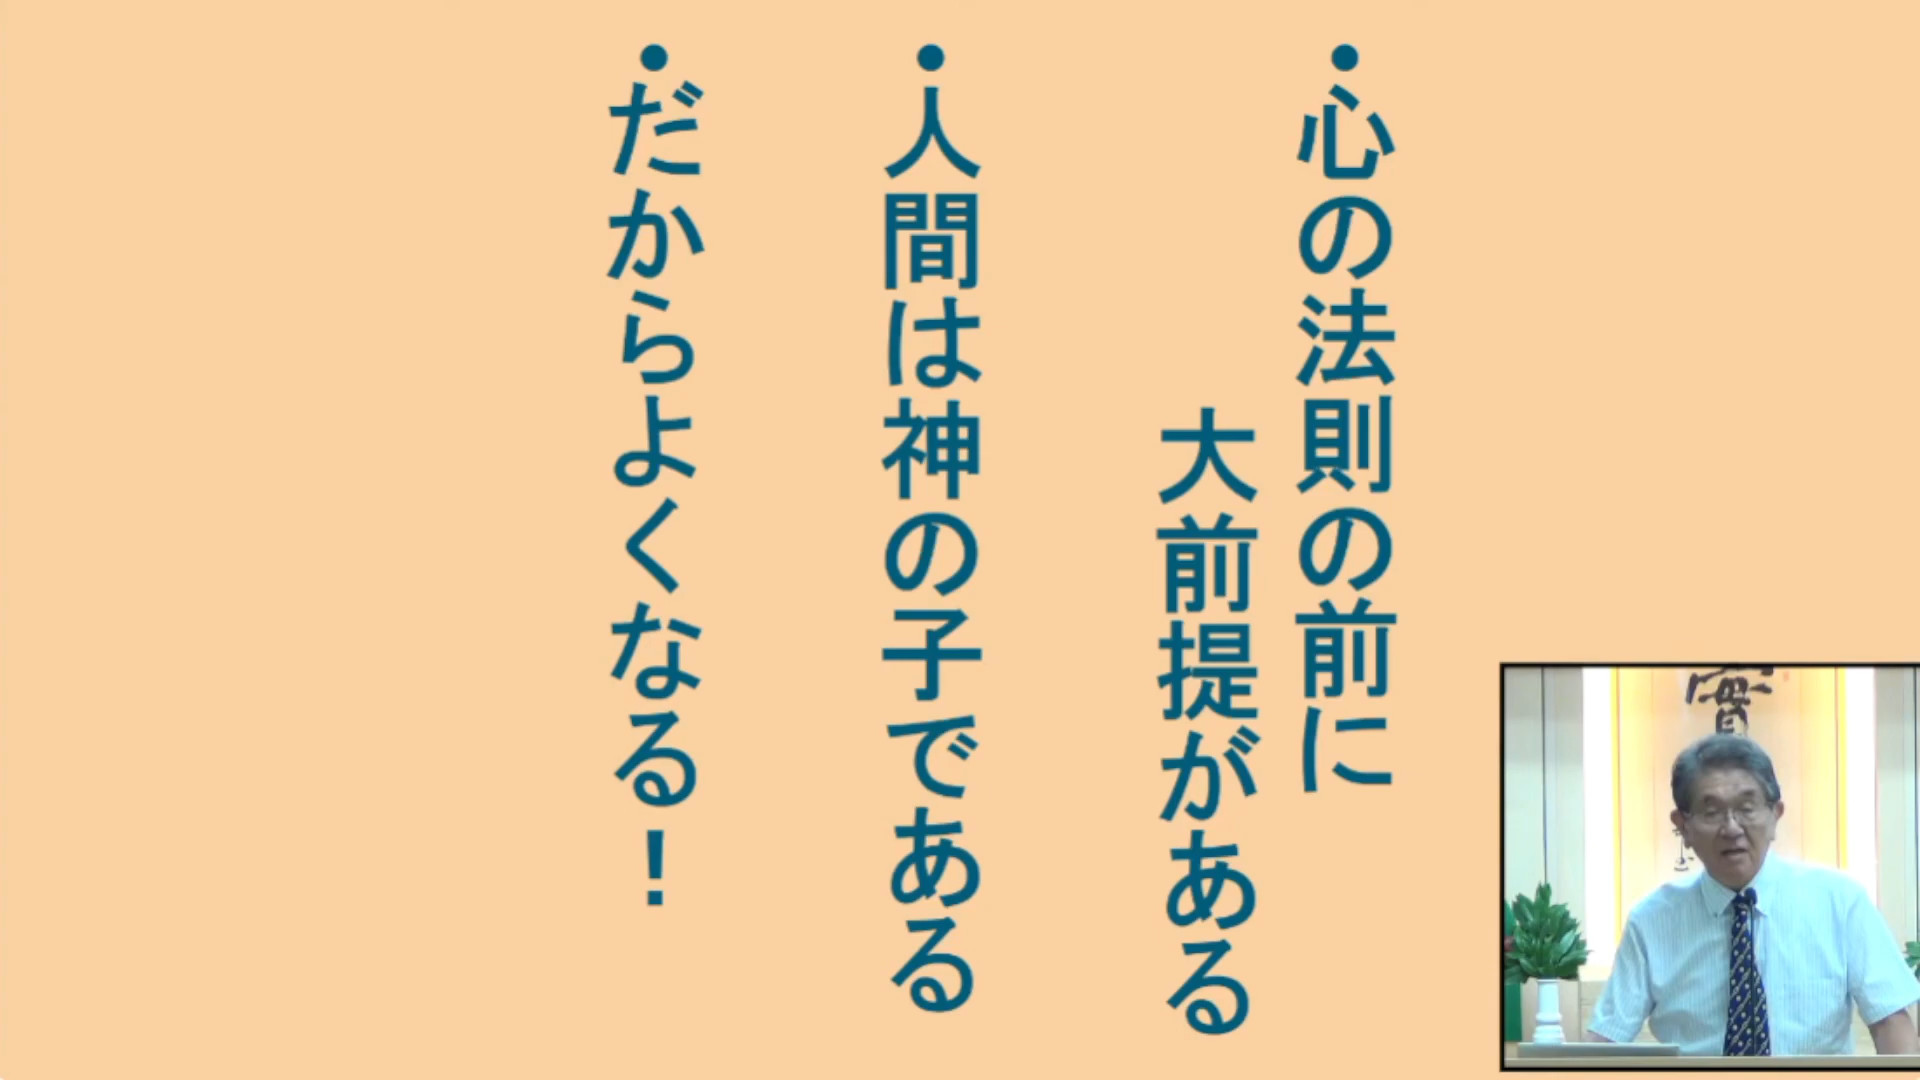 ・心の法則の前に
大前提がある
・人間は神の子である
・だからよくなる！